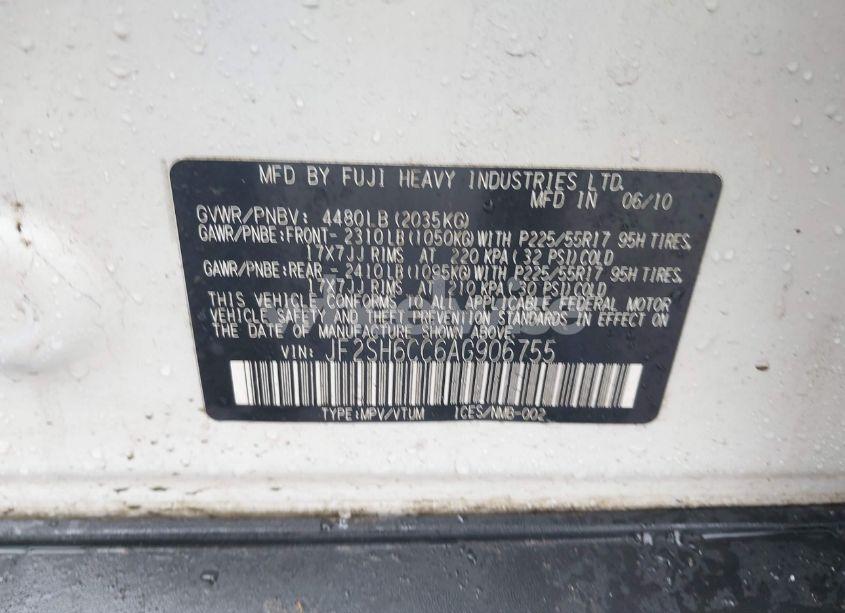 MFD BY FUJI HEAVY INDUSTRIES LTD.
MFD IN 06/10
GVWR/PNBV: 4480LB(2035KG)
GAWR/PNBE:FRONT- 2310LB(1050KG)WITH P225/55R17 95H TIRES,
17X7JJ RIMS AT 220KPA(32 PSI)COLD
GAWR/PNBE:REAR -2410LB(1095KG)WITH P225/55R17 95H TIRES,
17X7JJ RIMS AT 210KPA(30 PSI)COLD
THIS VEHICLE CONFORMS TO ALL APPLICABLE FEDERAL MOTOR
VEHICLE SAFETY AND THEFT PREVENTION STANDARDS IN EFFECT ON
THE DATE OF MANUFACTURE SHOWN ABOVE.
VIN: JF2SH6CC6AG906755
TYPE:MPV/VTUM ICES/NMB-002